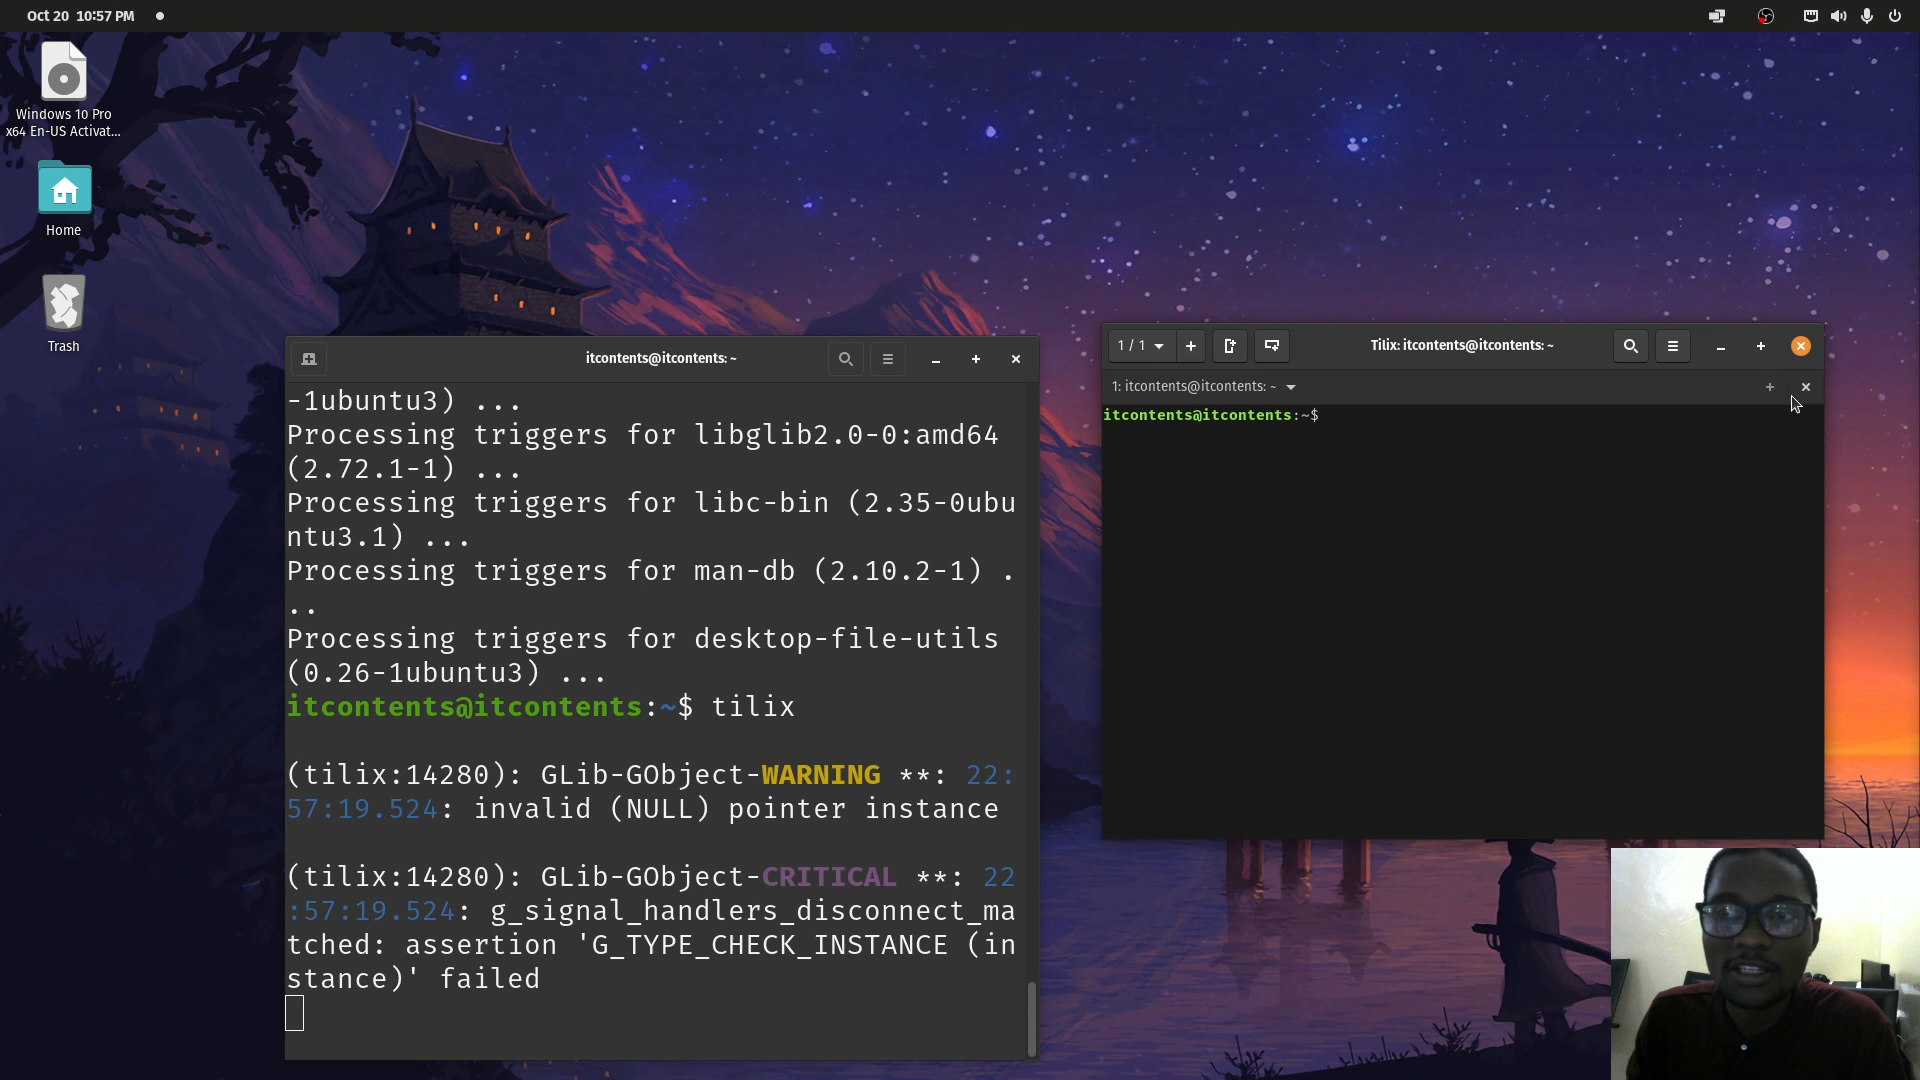 Oct 20 10:57 PM
Windows 10 Pro
x64 En-US Activat...
Home
Trash
itcontents@itcontents: ~
-1ubuntu3) ...
Processing triggers for libglib2.0-0:amd64
(2.72.1-1) ...
Processing triggers for libc-bin (2.35-0ubu
ntu3.1) ...
Processing triggers for man-db (2.10.2-1) .
..
Processing triggers for desktop-file-utils
(0.26-1ubuntu3) ...
itcontents@itcontents:~$ tilix
(tilix:14280): GLib-GObject-WARNING **: 22:
57:19.524: invalid (NULL) pointer instance
(tilix:14280): GLib-GObject-CRITICAL **: 22
:57:19.524: g_signal_handlers_disconnect_ma
tched: assertion 'G_TYPE_CHECK_INSTANCE (in
stance)' failed
1 / 1
Tilix: itcontents@itcontents: ~
1: itcontents@itcontents: ~
itcontents@itcontents:~$